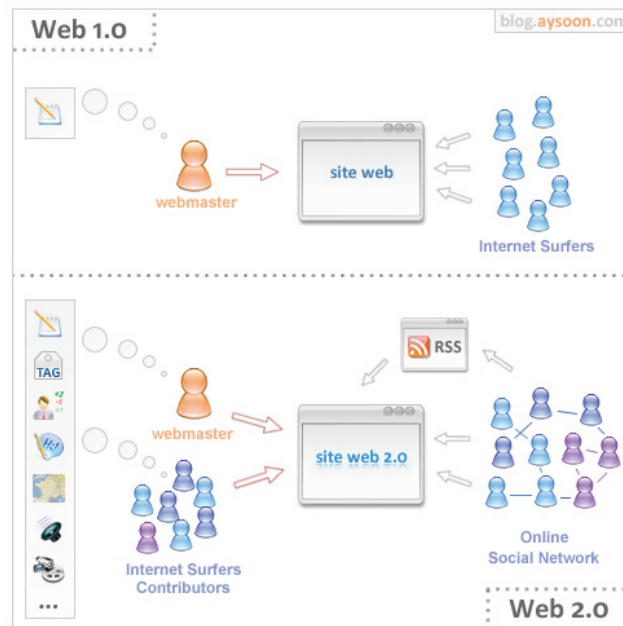 Web 1.0
blog.aysoon.com
site web
webmaster
Internet Surfers
RSS
TAG
webmaster
site web 2.0
Internet Surfers
Contributors
Online
Social Network
...
Web 2.0